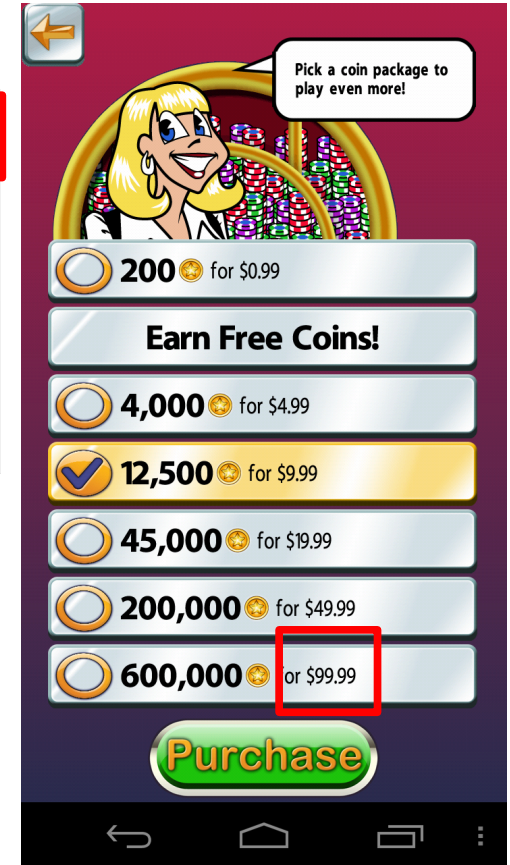 Pick a coin package to
play even more!
200 for $0.99
Earn Free Coins!
4,000 for $4.99
12,500 for $9.99
45,000 for $19.99
200,000 for $49.99
600,000 for $99.99
Purchase